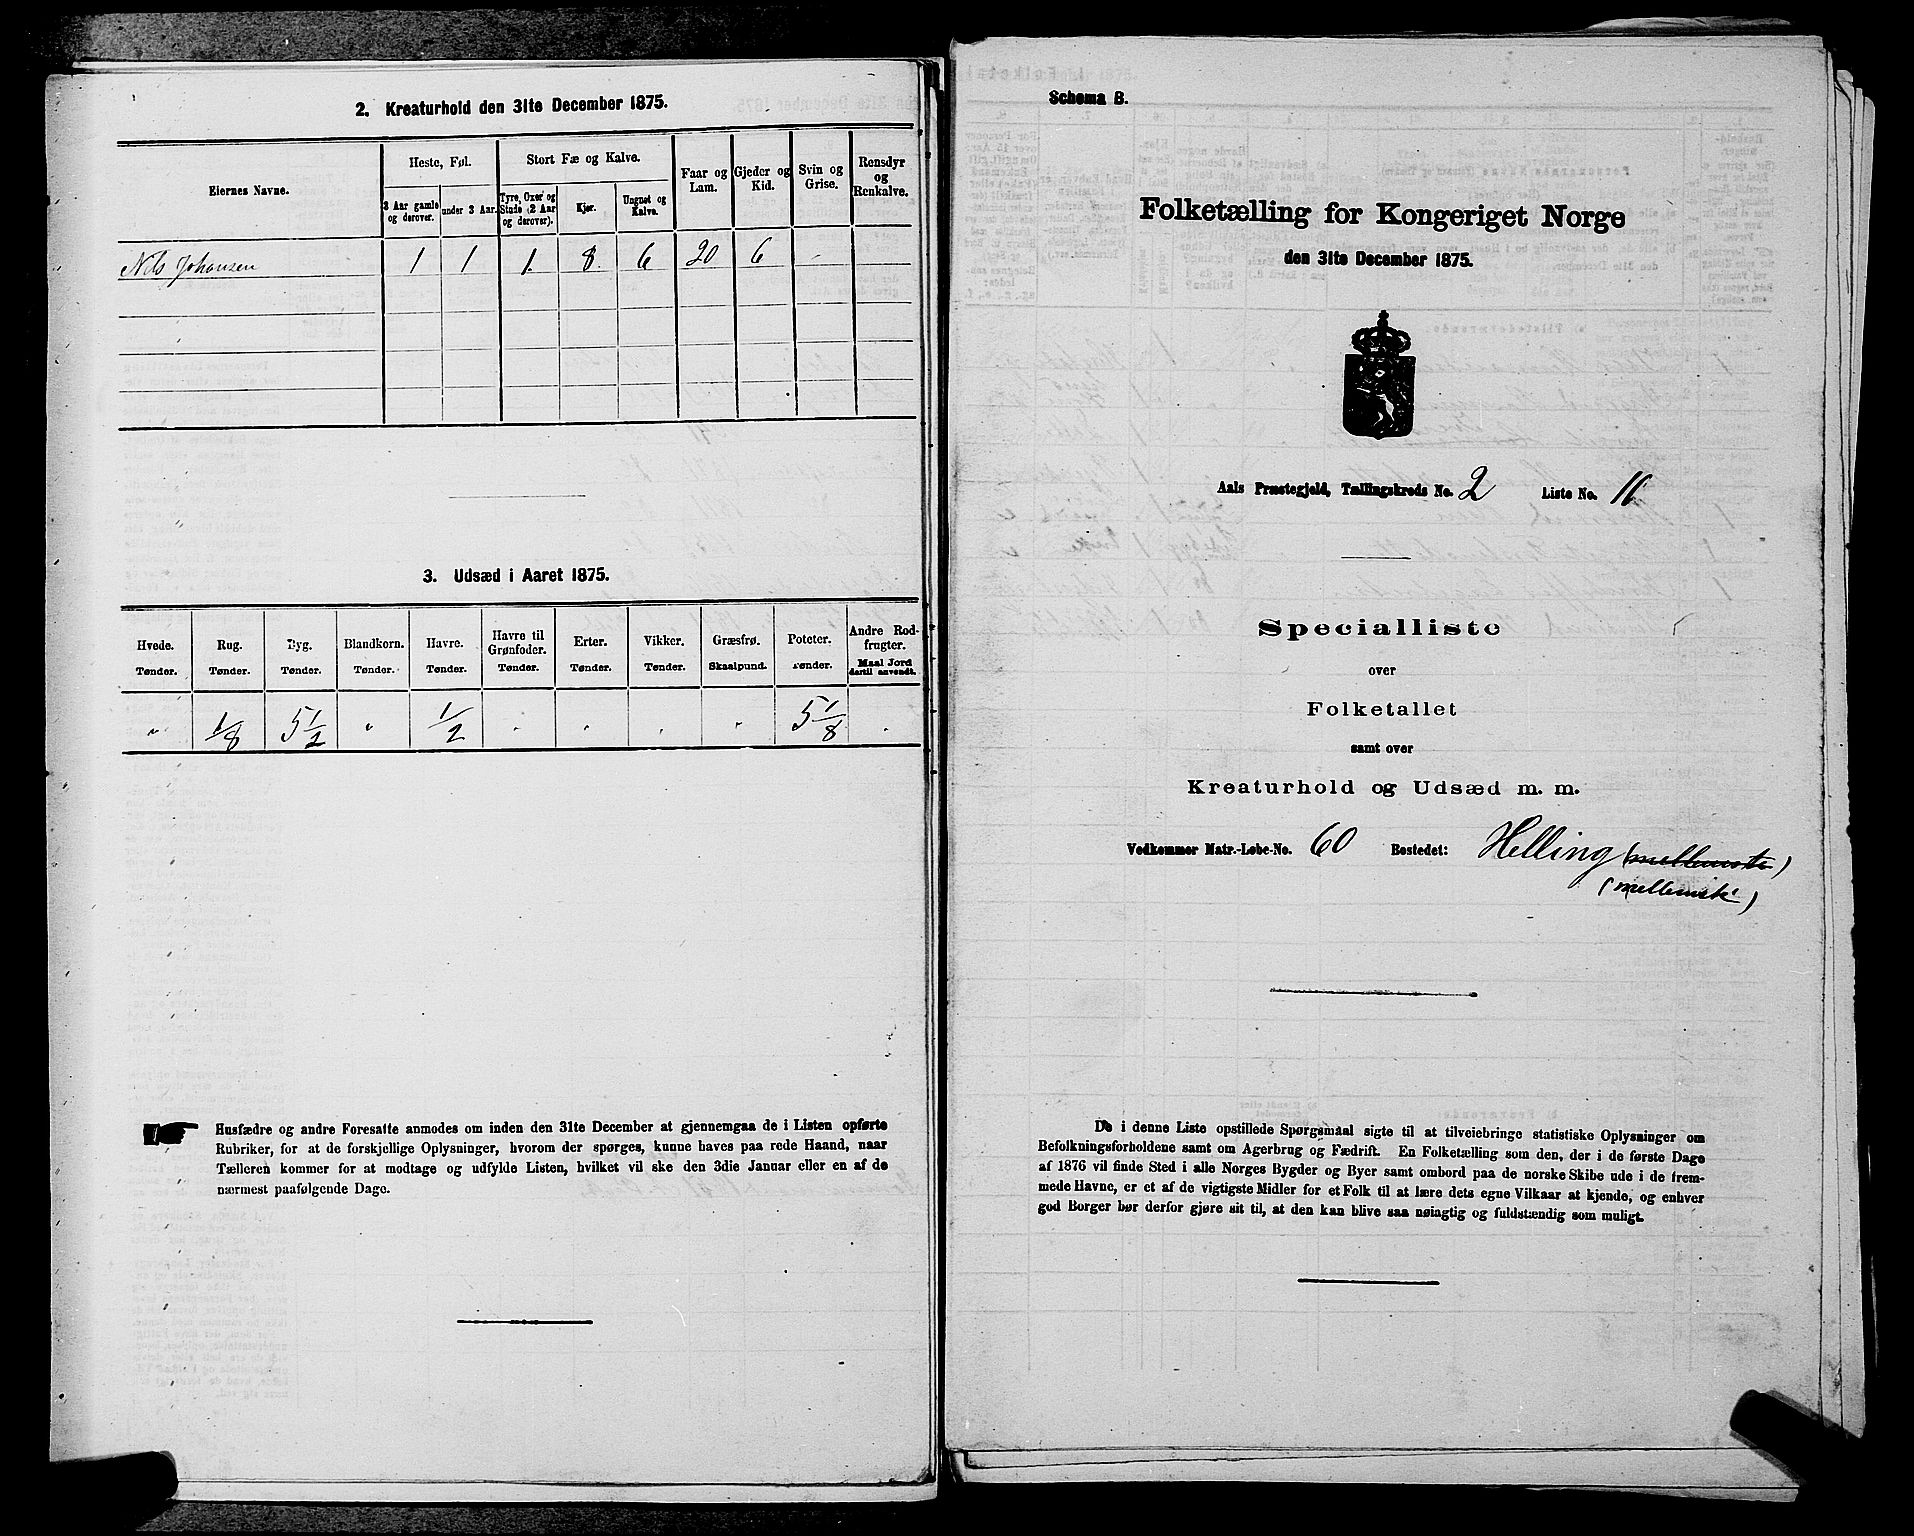 2. Kreaturhold den 31te December 1875.
Eiernes Navne.
Heste, Føl.
3 Aar gamle og derover.
under 3 Aar.
Stort Fæ og Kalve.
Tyre, Oxer og Stude (2 Aar og derover).
Kjør.
Ungnøt og Kalve.
Faar og Lam.
Gjeder og Kid.
Svin og Grise.
Rensdyr og Renkalve.
Nils Johansen 1 1 1. 8. 6 20 6 -
3. Udsæd i Aaret 1875.
Hvede. Rug. Byg. Blandkorn. Havre. Havre til Grønfoder. Erter. Vikker. Græsfrø. Poteter. Andre Rodfrugter.
Tønder. Tønder. Tønder. Tønder. Tønder. Tønder. Tønder. Tønder. Skaalpund. Tønder. Maal Jord dertil anvendt.
" 1/8 5 1/2 " 1/2 . . . " 5 1/8 .
Husfædre og andre Foresatte anmodes om inden den 31te December at gjennemgaa de i Listen opførte
Rubriker, for at de forskjellige Oplysninger, hvorom der spørges, kunne haves paa rede Haand, naar
Tælleren kommer for at modtage og udfylde Listen, hvilket vil ske den 3die Januar eller en af de
nærmest paafølgende Dage.
Schema B.
Folketælling for Kongeriget Norge
den 31te December 1875.
Aals Præstegjeld, Tællingskreds No. 2 Liste No. 16
Specialliste
over
Folketallet
samt over
Kreaturhold og Udsæd m. m.
Vedkommer Matr.-Løbe-No. 60 Bostedet: Helling (mellemste)
(mellemste)
De i denne Liste opstillede Spørgsmaal sigte til at tilveiebringe statistiske Oplysninger om
Befolkningsforholdene samt om Agerbrug og Fædrift. En Folketælling som den, der i de første Dage
af 1876 vil finde Sted i alle Norges Bygder og Byer samt ombord paa de norske Skibe ude i de frem-
mede Havne, er et af de vigtigste Midler for et Folk til at lære dets egne Vilkaar at kjende, og enhver
god Borger bør derfor gjøre sit til, at den kan blive saa nøiagtig og fuldstændig som muligt.